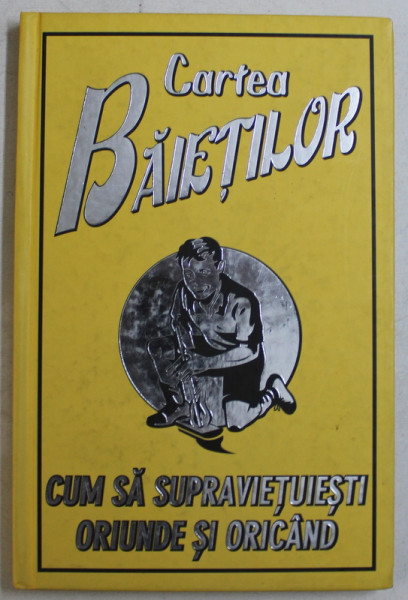 Cartea
BĂIEȚILOR
CUM SĂ SUPRAVIEȚUIEȘTI
ORIUNDE ȘI ORICÂND